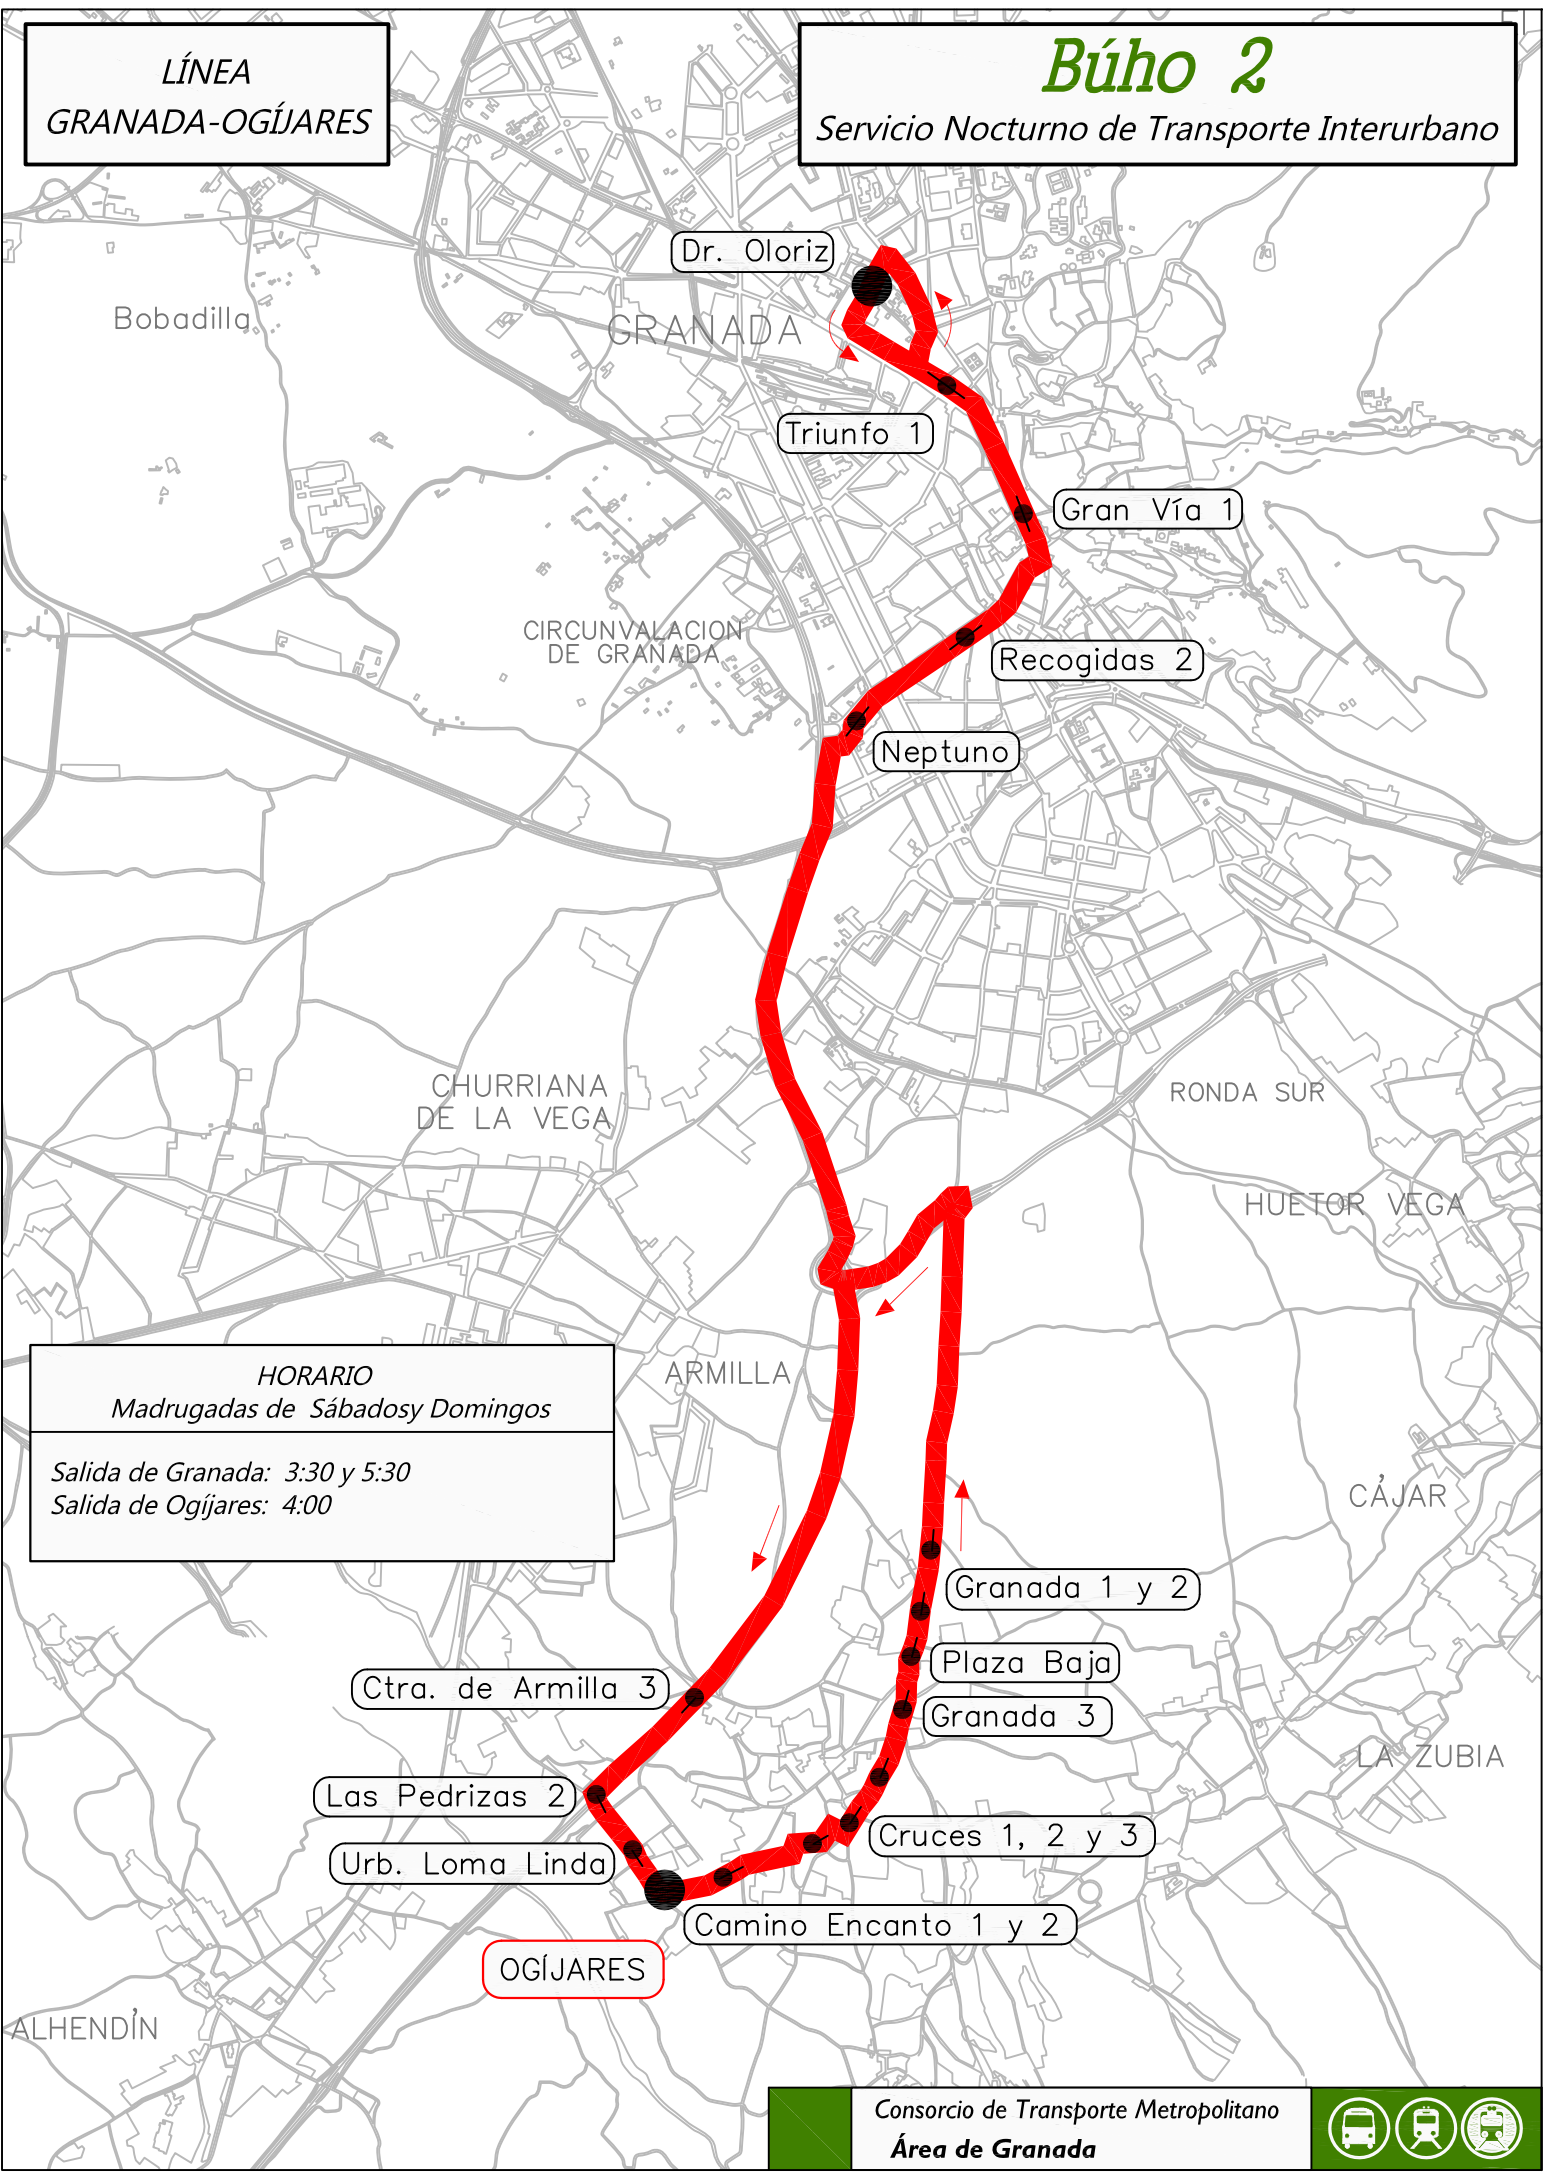 LÍNEA
GRANADA-OGÍJARES
Búho 2
Servicio Nocturno de Transporte Interurbano
Dr. Oloriz
Bobadilla
GRANADA
Triunfo 1
Gran Vía 1
CIRCUNVALACION
DE GRANADA
Recogidas 2
Neptuno
CHURRIANA
DE LA VEGA
RONDA SUR
HUETOR VEGA
ARMILLA
HORARIO
Madrugadas de Sábadosy Domingos
Salida de Granada: 3:30 y 5:30
Salida de Ogíjares: 4:00
CÁJAR
Granada 1 y 2
Plaza Baja
Ctra. de Armilla 3
Granada 3
LA ZUBIA
Las Pedrizas 2
Cruces 1, 2 y 3
Urb. Loma Linda
Camino Encanto 1 y 2
OGÍJARES
ALHENDÍN
Consorcio de Transporte Metropolitano
Área de Granada